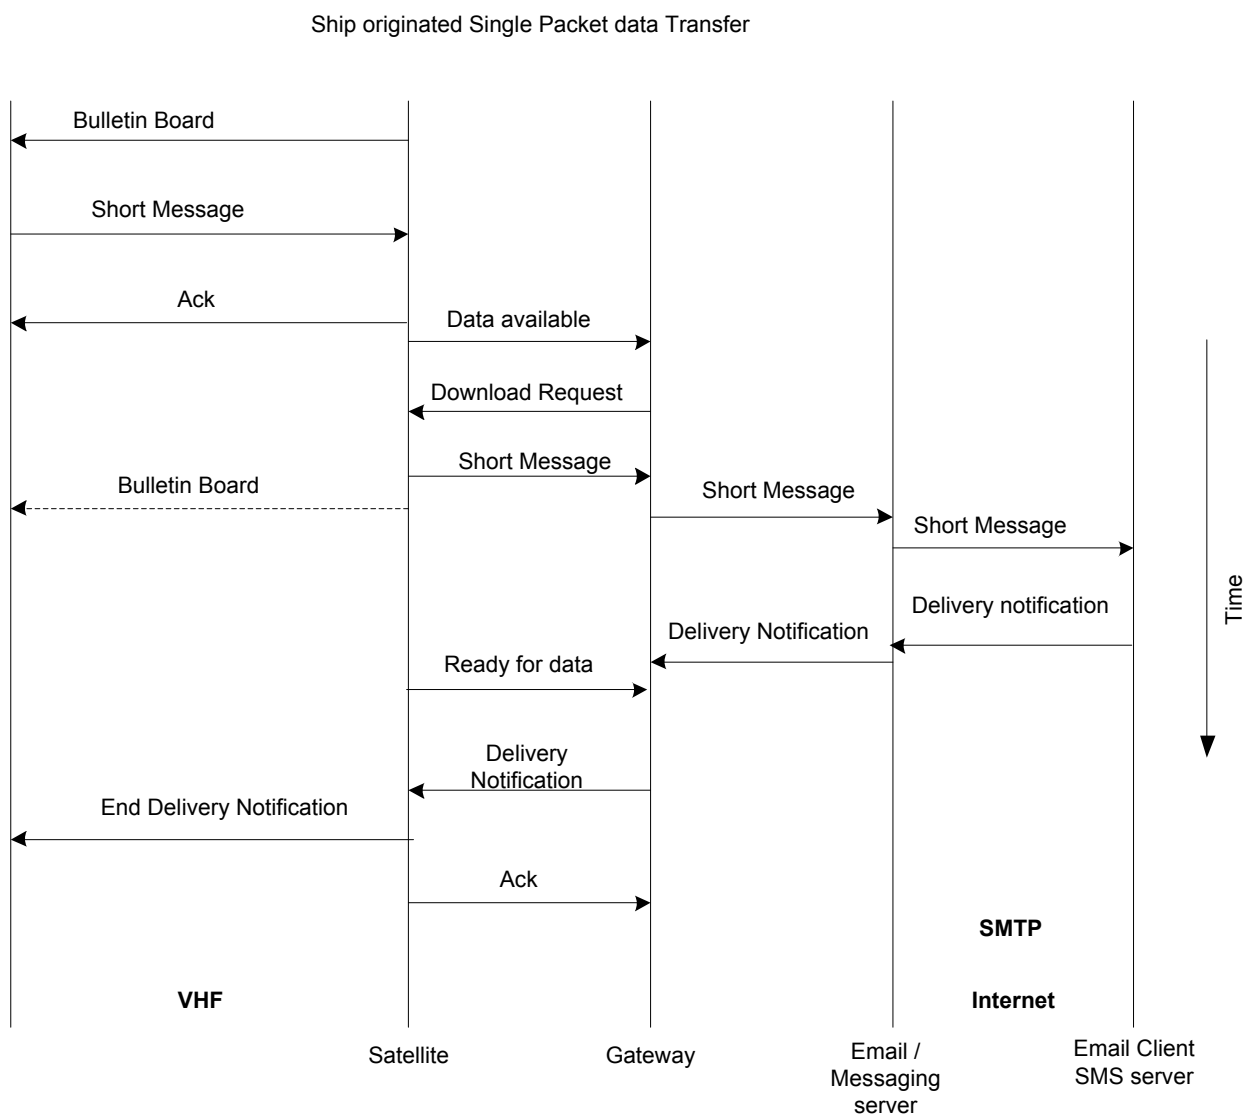 Ship originated Single Packet data Transfer
Bulletin Board
Short Message
Ack
Data available
Download Request
Short Message
Bulletin Board
Short Message
Short Message
Delivery notification
Delivery Notification
Ready for data
Time
Delivery
Notification
End Delivery Notification
Ack
SMTP
VHF
Internet
Satellite
Gateway
Email /
Messaging
server
Email Client
SMS server